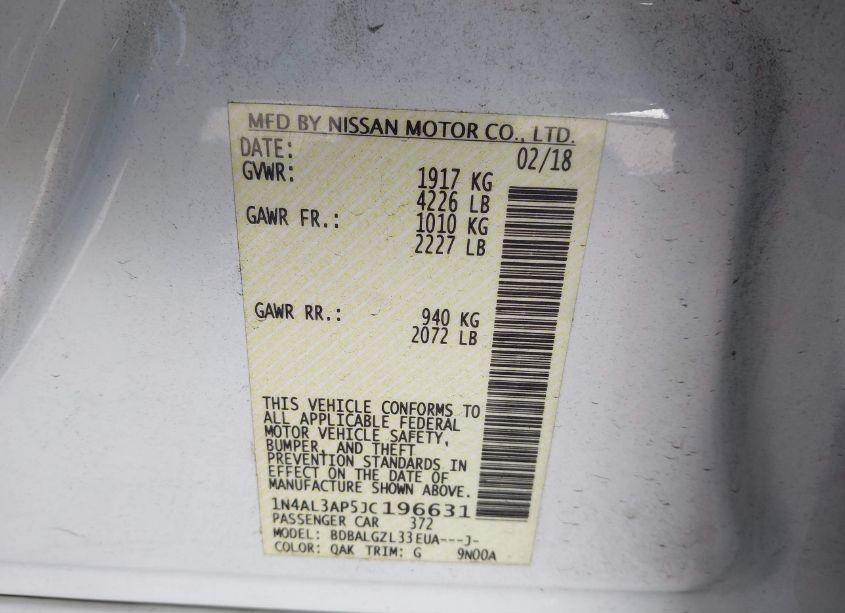 MFD BY NISSAN MOTOR CO., LTD.
DATE: 02/18
GVWR: 1917 KG
4226 LB
GAWR FR.: 1010 KG
2227 LB
GAWR RR.: 940 KG
2072 LB
THIS VEHICLE CONFORMS TO
ALL APPLICABLE FEDERAL
MOTOR VEHICLE SAFETY,
BUMPER, AND THEFT
PREVENTION STANDARDS IN
EFFECT ON THE DATE OF
MANUFACTURE SHOWN ABOVE.
1N4AL3AP5JC196631
PASSENGER CAR 372
MODEL: BDBALGZL33EUA---J-
COLOR: QAK TRIM: G 9N00A